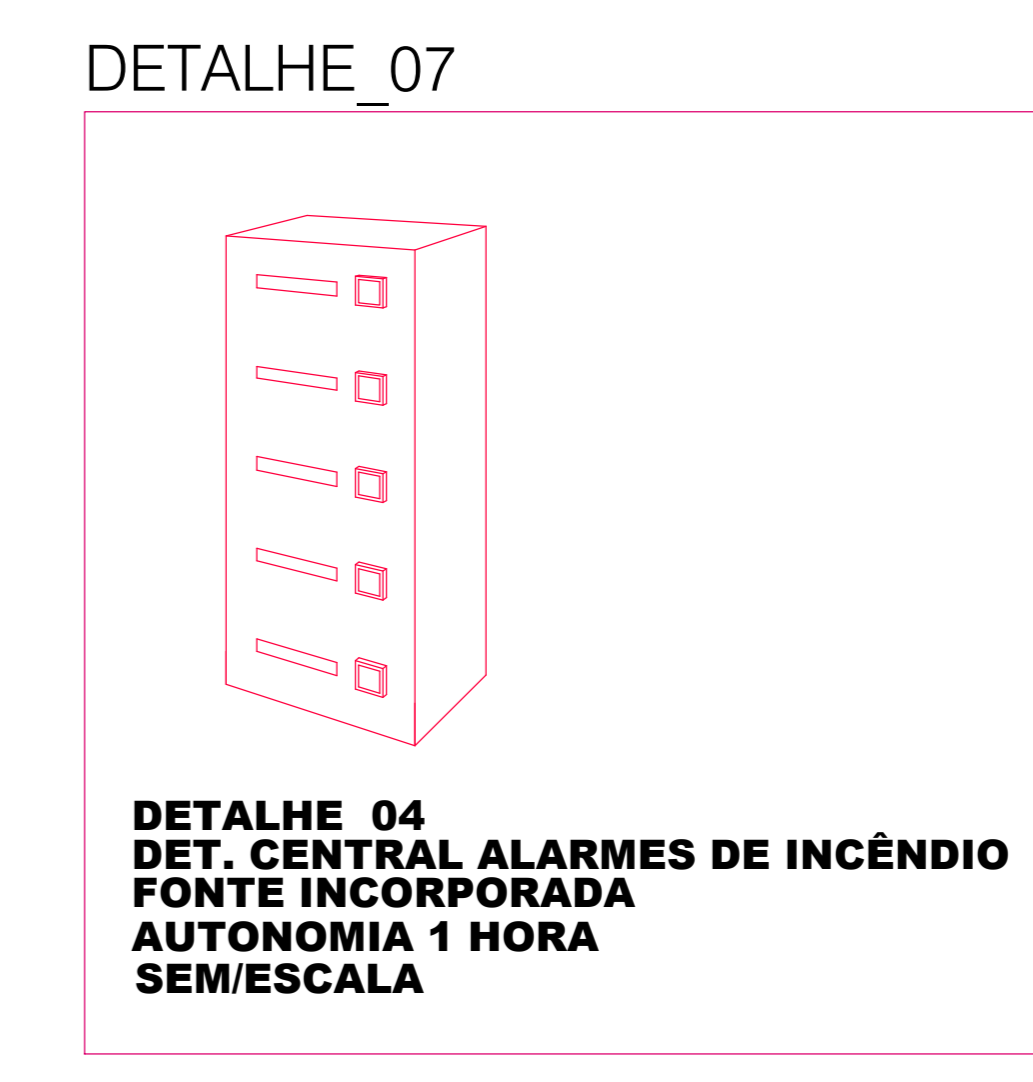 DETALHE_07
DETALHE 04
DET. CENTRAL ALARMES DE INCÊNDIO
FONTE INCORPORADA
AUTONOMIA 1 HORA
SEM/ESCALA